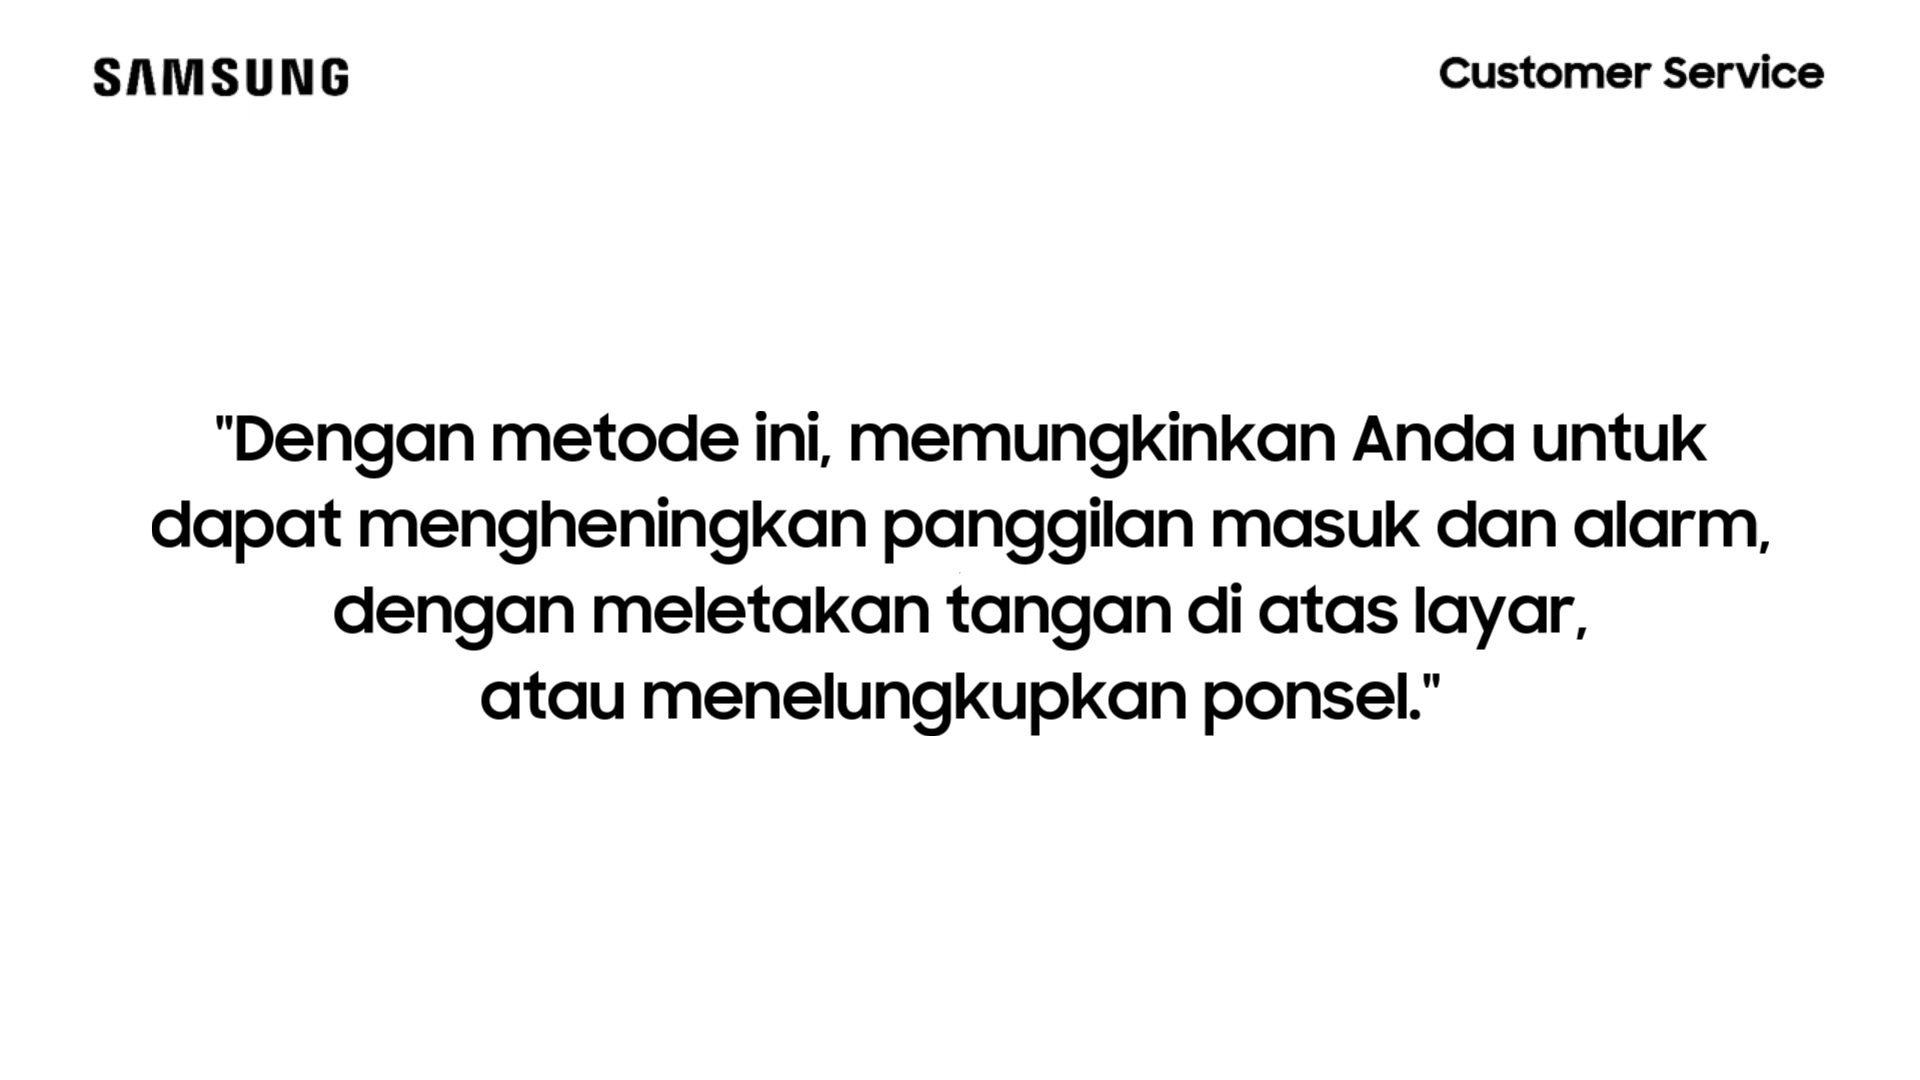 SAMSUNG
Customer Service
"Dengan metode ini, memungkinkan Anda untuk
dapat mengheningkan panggilan masuk dan alarm,
dengan meletakan tangan di atas layar,
atau menelungkupkan ponsel."